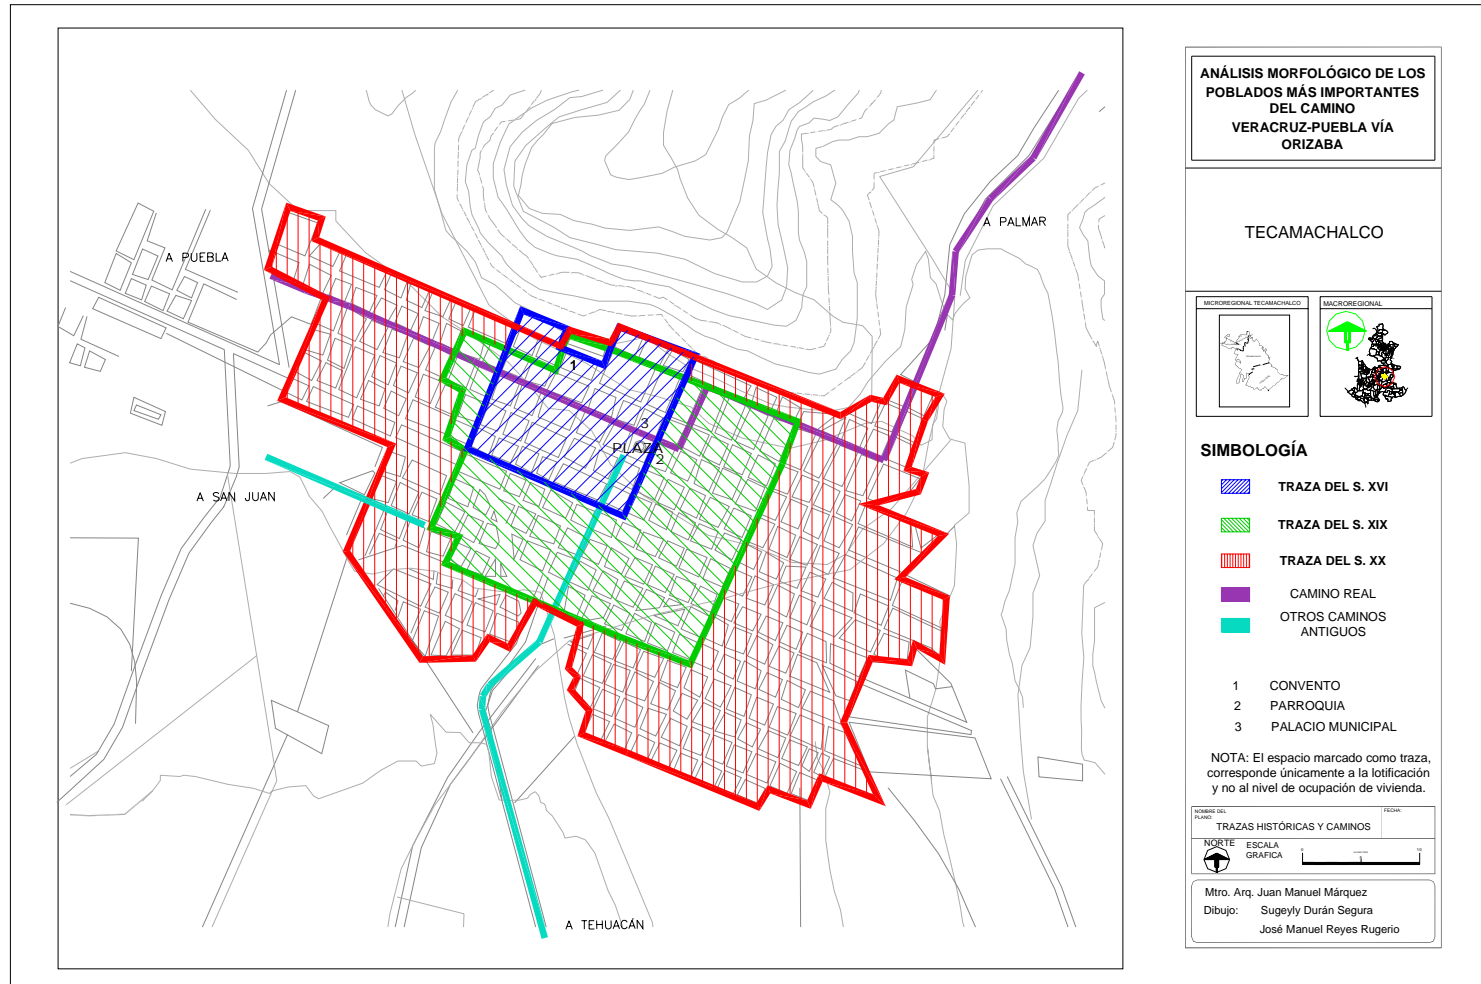 A PALMAR
A PUEBLA
1
3
PLAZA
2
A SAN JUAN
A TEHUACÁN
ANÁLISIS MORFOLÓGICO DE LOS
POBLADOS MÁS IMPORTANTES
DEL CAMINO
VERACRUZ-PUEBLA VÍA
ORIZABA
TECAMACHALCO
MICROREGIONAL TECAMACHALCO
MACROREGIONAL
SIMBOLOGÍA
TRAZA DEL S. XVI
TRAZA DEL S. XIX
TRAZA DEL S. XX
CAMINO REAL
OTROS CAMINOS
ANTIGUOS
1 CONVENTO
2 PARROQUIA
3 PALACIO MUNICIPAL
NOTA: El espacio marcado como traza,
corresponde únicamente a la lotificación
y no al nivel de ocupación de vivienda.
NOMBRE DEL
PLANO:
FECHA:
TRAZAS HISTÓRICAS Y CAMINOS
NORTE
ESCALA
GRAFICA
Mtro. Arq. Juan Manuel Márquez
Dibujo: Sugeyly Durán Segura
José Manuel Reyes Rugerio